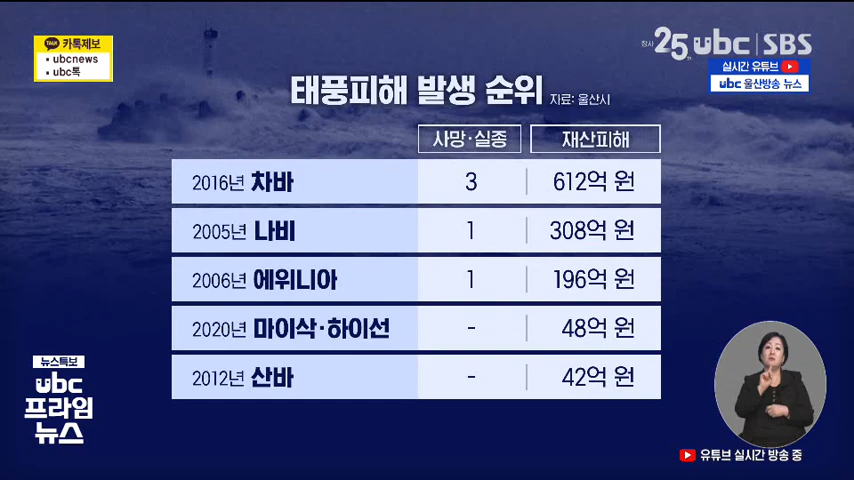 TALK 카톡제보
• ubcnews
• ubc톡
창사 25th ubc SBS
실시간 유튜브
ubc 울산방송 뉴스
태풍피해 발생 순위 자료: 울산시
사망·실종 재산피해
2016년 차바 3 612억 원
2005년 나비 1 308억 원
2006년 에위니아 1 196억 원
2020년 마이삭·하이선 - 48억 원
2012년 산바 - 42억 원
뉴스특보
ubc
프라임
뉴스
유튜브 실시간 방송 중